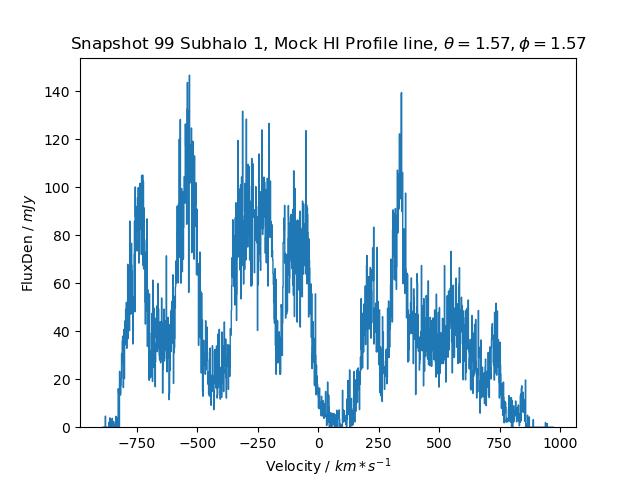 Snapshot 99 Subhalo 1, Mock HI Profile line, θ = 1.57, ϕ = 1.57
140
120
100
80
60
40
20
0
FluxDen / mJy
−750 −500 −250 0 250 500 750 1000
Velocity / km * s⁻¹